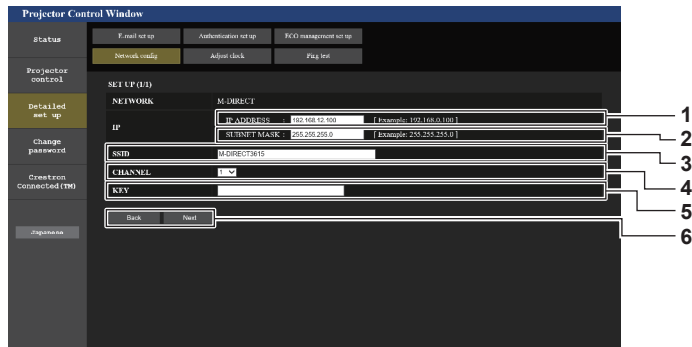 Projector Control Window
Status
Projector control
Detailed set up
Change password
Crestron Connected(TM)
Japanese
E-mail set up
Authentication set up
ECO management set up
Network config
Adjust clock
Ping test
SET UP (1/1)
NETWORK M-DIRECT
IP
IP ADDRESS : 192.168.12.100 [ Example: 192.168.0.100 ]
SUBNET MASK : 255.255.255.0 [ Example: 255.255.255.0 ]
SSID M-DIRECT3615
CHANNEL 1
KEY
Back Next
1
2
3
4
5
6